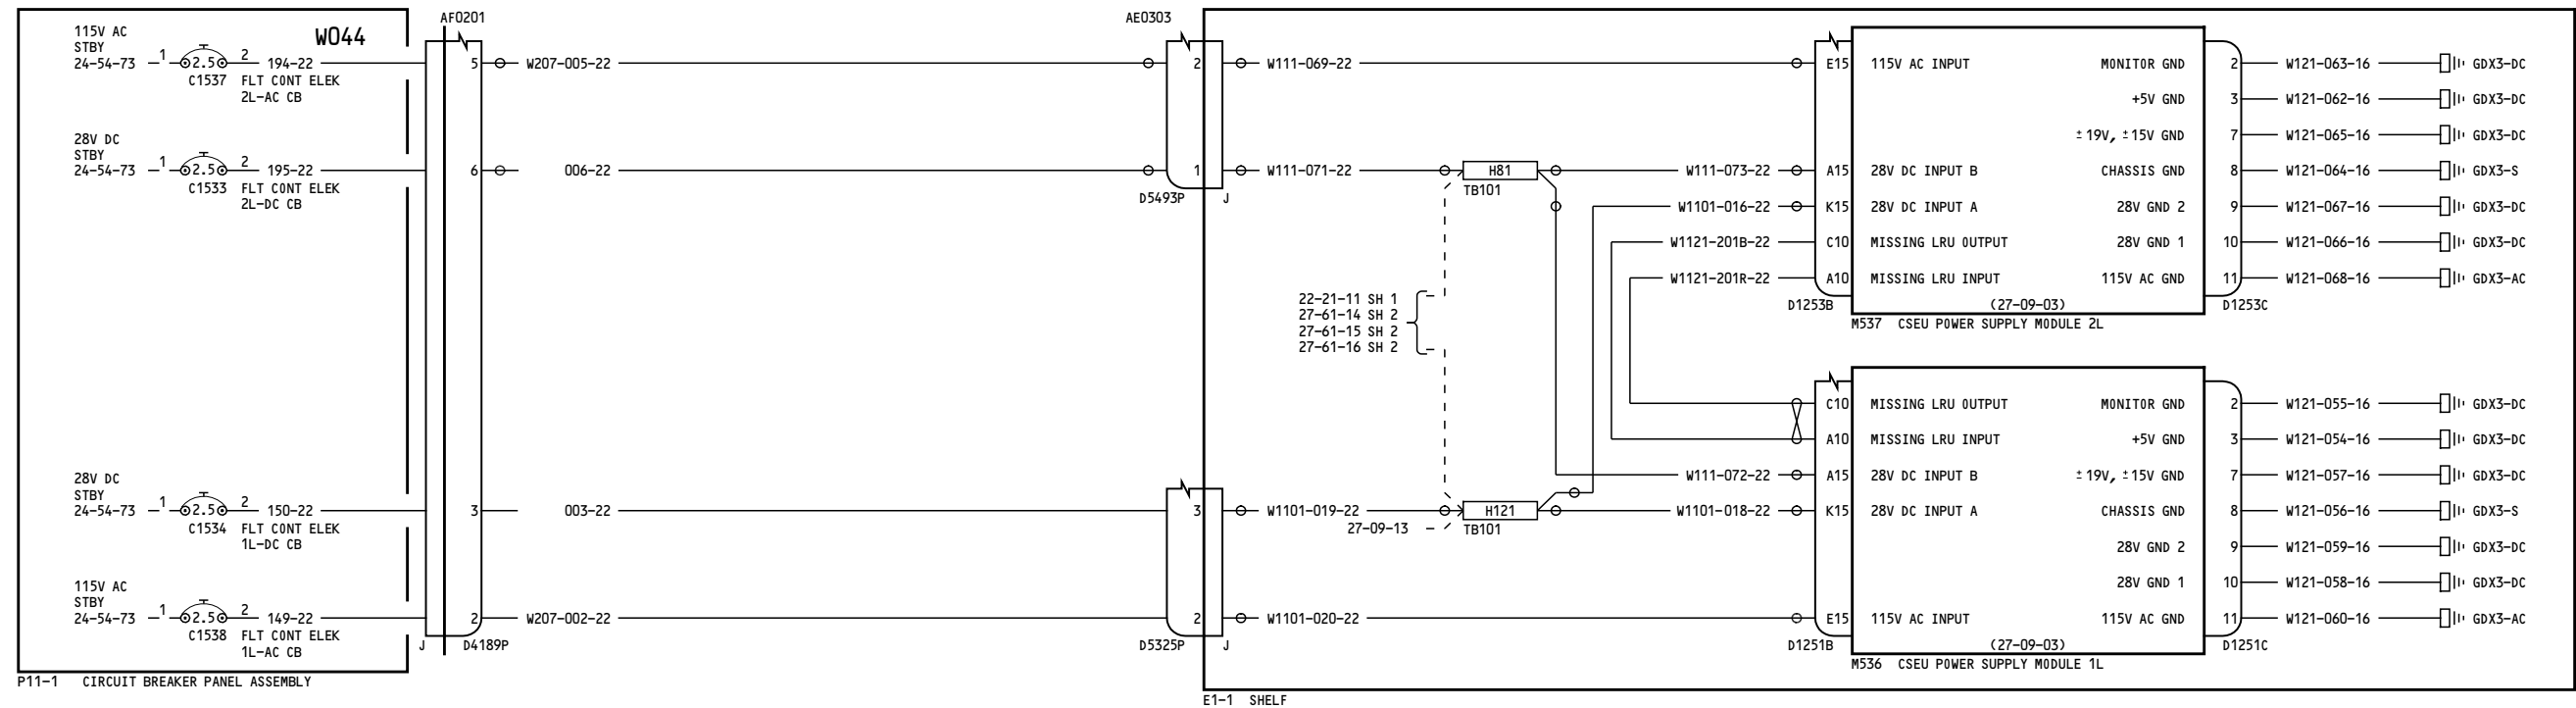 AF0201
AE0303
W044
115V AC
STBY
24-54-73
1
2.5
2
194-22
C1537
FLT CONT ELEK
2L-AC CB
5
W207-005-22
2
W111-069-22
28V DC
STBY
24-54-73
1
2.5
2
195-22
C1533
FLT CONT ELEK
2L-DC CB
6
006-22
1
W111-071-22
D5493P
J
H81
TB101
W111-073-22
W1101-016-22
W1121-201B-22
W1121-201R-22
22-21-11 SH 1
27-61-14 SH 2
27-61-15 SH 2
27-61-16 SH 2
E15 115V AC INPUT
A15 28V DC INPUT B
K15 28V DC INPUT A
C10 MISSING LRU OUTPUT
A10 MISSING LRU INPUT
D1253B
MONITOR GND 2 W121-063-16 GDX3-DC
+5V GND 3 W121-062-16 GDX3-DC
±19V, ±15V GND 7 W121-065-16 GDX3-DC
CHASSIS GND 8 W121-064-16 GDX3-S
28V GND 2 9 W121-067-16 GDX3-DC
28V GND 1 10 W121-066-16 GDX3-DC
115V AC GND 11 W121-068-16 GDX3-AC
(27-09-03)
D1253C
M537 CSEU POWER SUPPLY MODULE 2L
28V DC
STBY
24-54-73
1
2.5
2
150-22
C1534
FLT CONT ELEK
1L-DC CB
3
003-22
3
W1101-019-22
27-09-13
H121
TB101
W111-072-22
W1101-018-22
115V AC
STBY
24-54-73
1
2.5
2
149-22
C1538
FLT CONT ELEK
1L-AC CB
2
W207-002-22
2
W1101-020-22
J
D4189P
D5325P
J
C10 MISSING LRU OUTPUT
A10 MISSING LRU INPUT
A15 28V DC INPUT B
K15 28V DC INPUT A
E15 115V AC INPUT
D1251B
MONITOR GND 2 W121-055-16 GDX3-DC
+5V GND 3 W121-054-16 GDX3-DC
±19V, ±15V GND 7 W121-057-16 GDX3-DC
CHASSIS GND 8 W121-056-16 GDX3-S
28V GND 2 9 W121-059-16 GDX3-DC
28V GND 1 10 W121-058-16 GDX3-DC
115V AC GND 11 W121-060-16 GDX3-AC
(27-09-03)
D1251C
M536 CSEU POWER SUPPLY MODULE 1L
P11-1 CIRCUIT BREAKER PANEL ASSEMBLY
E1-1 SHELF